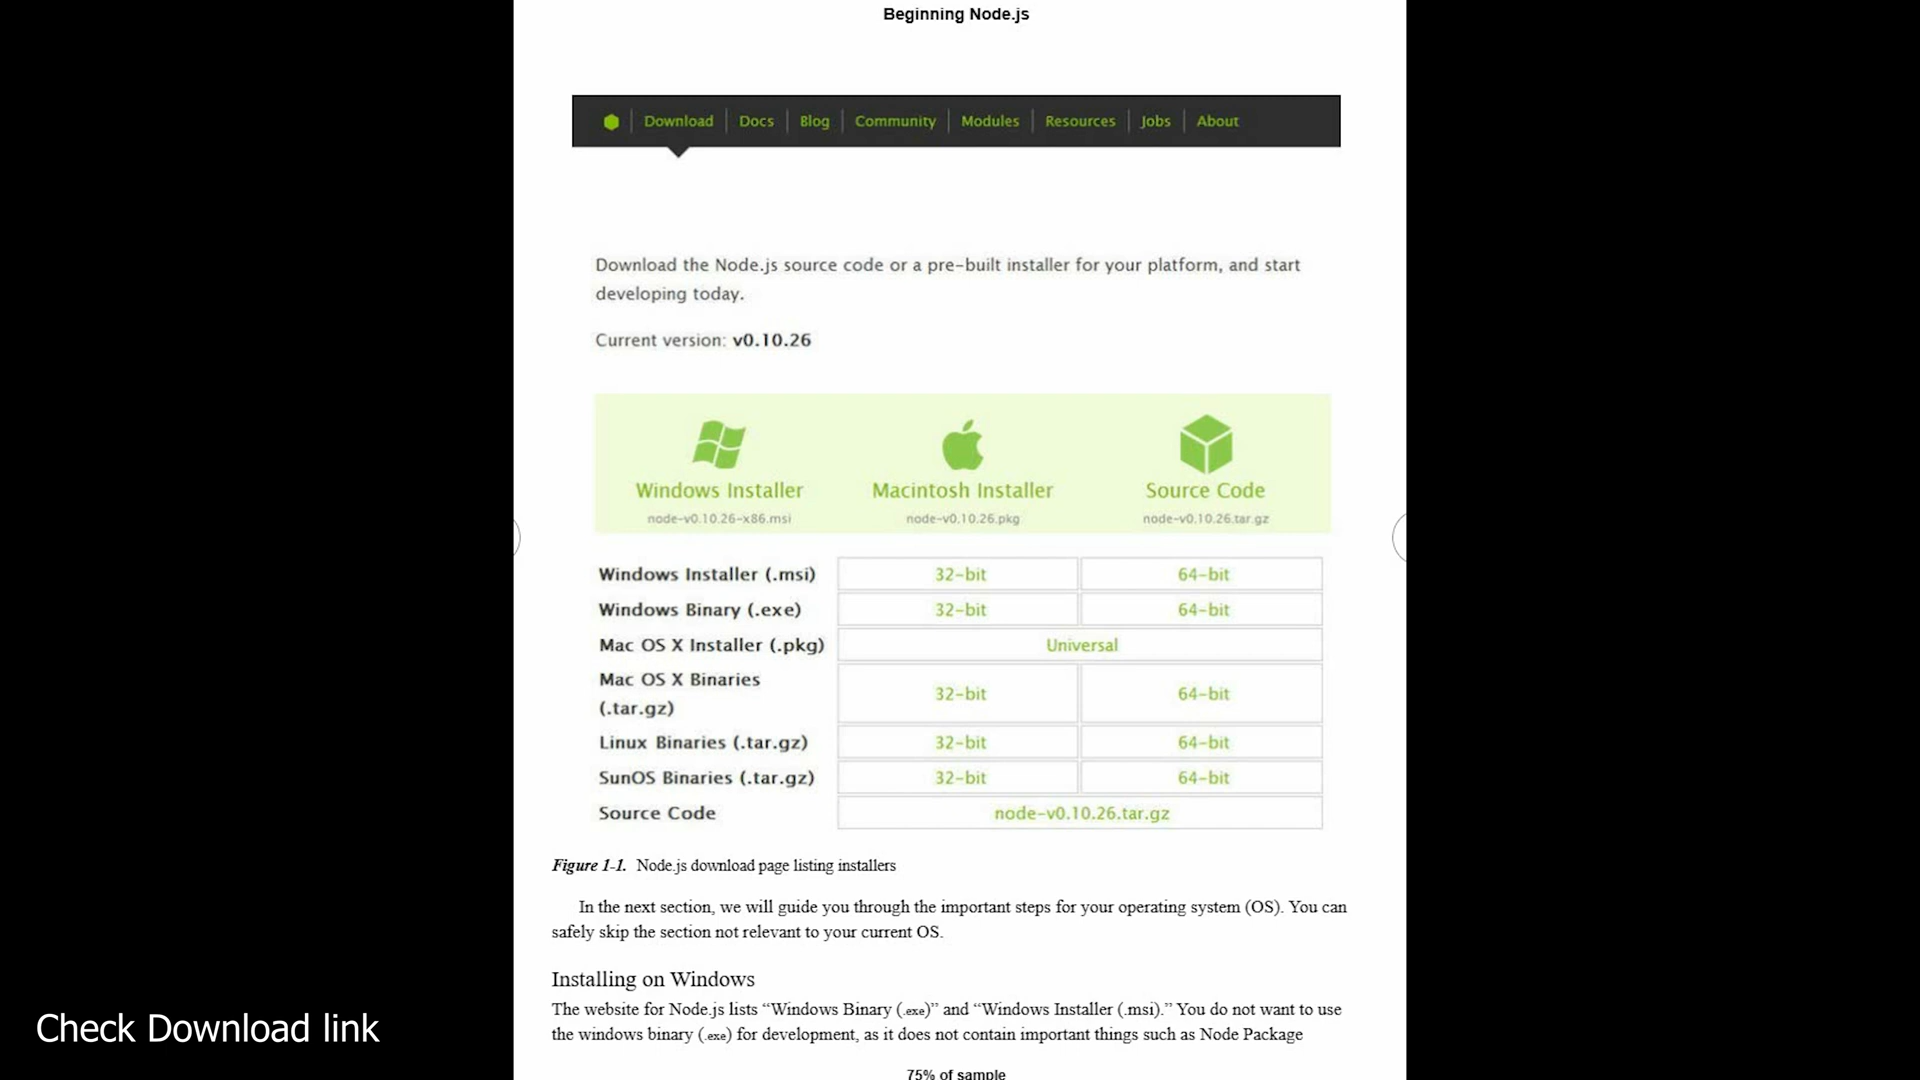 Beginning Node.js
Download Docs Blog Community Modules Resources Jobs About
Download the Node.js source code or a pre-built installer for your platform, and start
developing today.
Current version: v0.10.26
Windows Installer Macintosh Installer Source Code
node-v0.10.26-x86.msi node-v0.10.26.pkg node-v0.10.26.tar.gz
Windows Installer (.msi) 32-bit 64-bit
Windows Binary (.exe) 32-bit 64-bit
Mac OS X Installer (.pkg) Universal
Mac OS X Binaries
(.tar.gz) 32-bit 64-bit
Linux Binaries (.tar.gz) 32-bit 64-bit
SunOS Binaries (.tar.gz) 32-bit 64-bit
Source Code node-v0.10.26.tar.gz
Figure 1-1. Node.js download page listing installers
In the next section, we will guide you through the important steps for your operating system (OS). You can
safely skip the section not relevant to your current OS.
Installing on Windows
The website for Node.js lists “Windows Binary (.exe)” and “Windows Installer (.msi).” You do not want to use
the windows binary (.exe) for development, as it does not contain important things such as Node Package
75% of sample
Check Download link